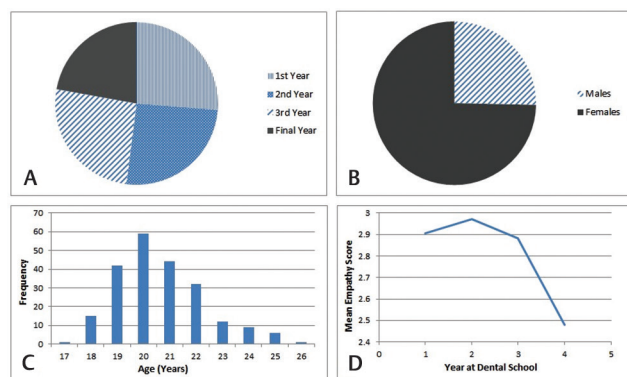 1st Year
2nd Year
3rd Year
Final Year
A
Males
Females
B
Frequency
70
60
50
40
30
20
10
0
17 18 19 20 21 22 23 24 25 26
Age (Years)
C
Mean Empathy Score
3
2.9
2.8
2.7
2.6
2.5
2.4
0 1 2 3 4 5
Year at Dental School
D